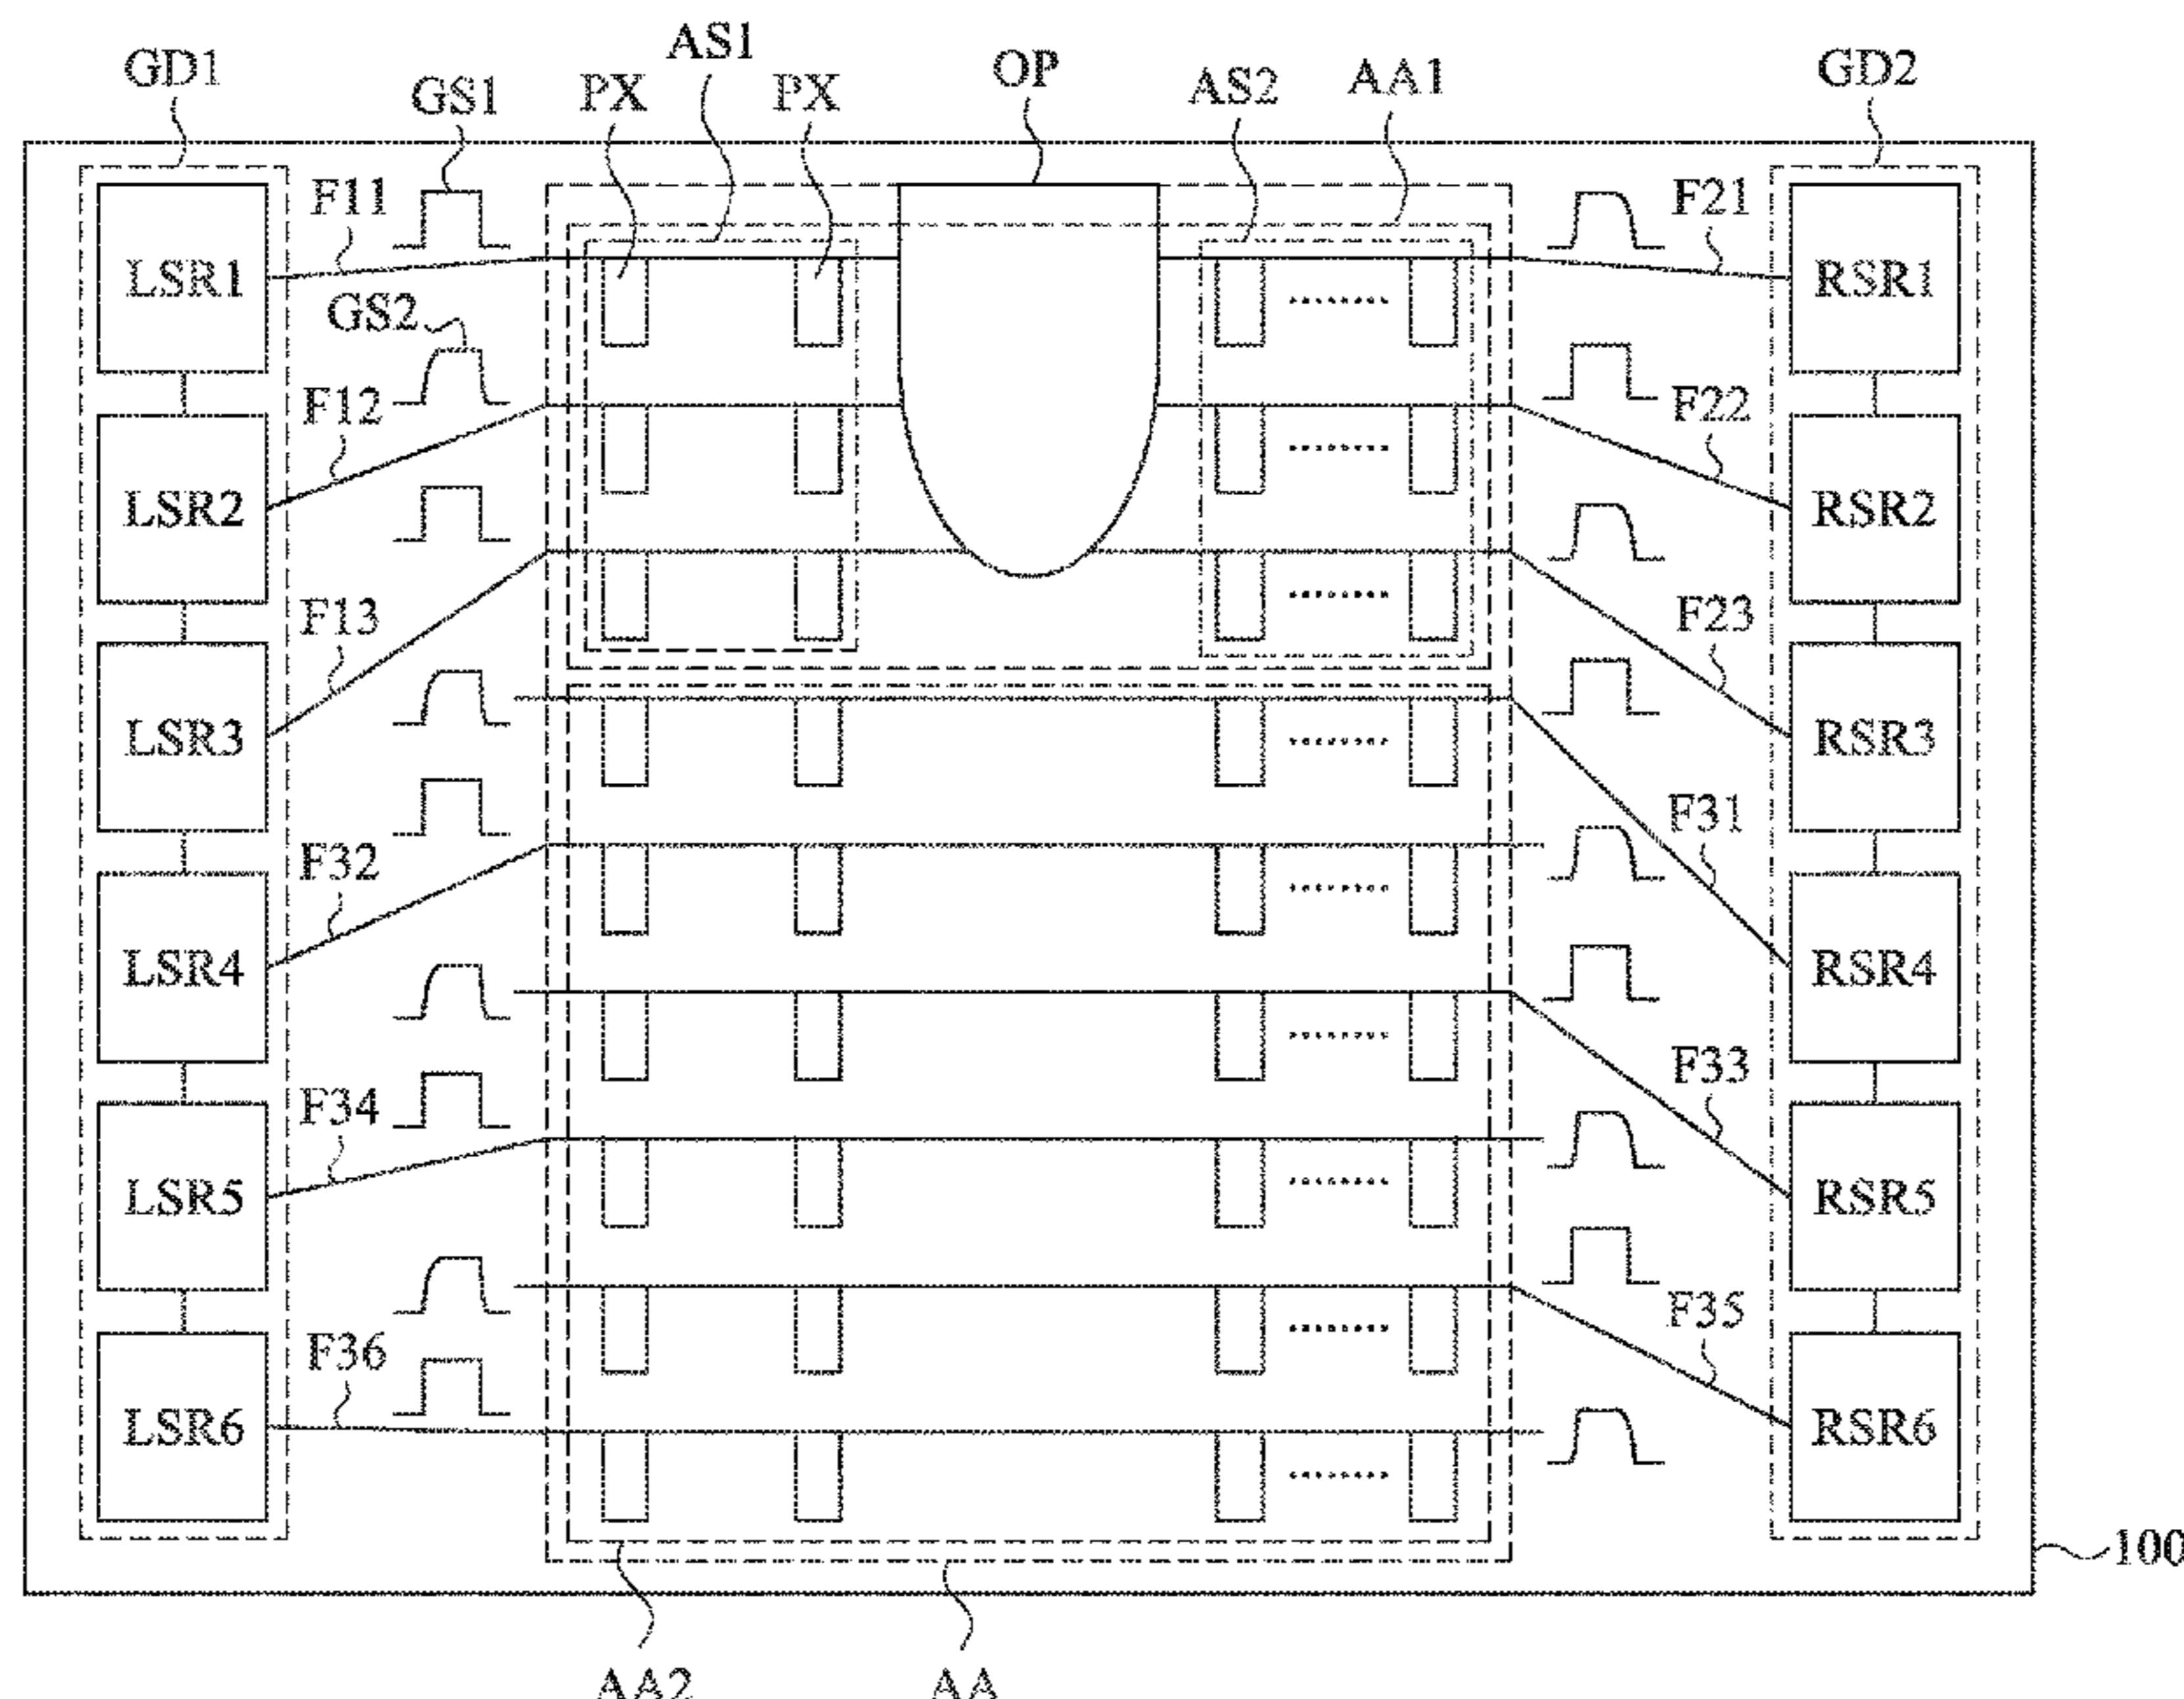 GD1
GS1
PX
AS1
PX
OP
AS2
AA1
GD2
F11
F21
LSR1
RSR1
GS2
F12
F22
LSR2
RSR2
F13
F23
LSR3
RSR3
F32
F31
LSR4
RSR4
F34
F33
LSR5
RSR5
F36
F35
LSR6
RSR6
100
AA2
AA